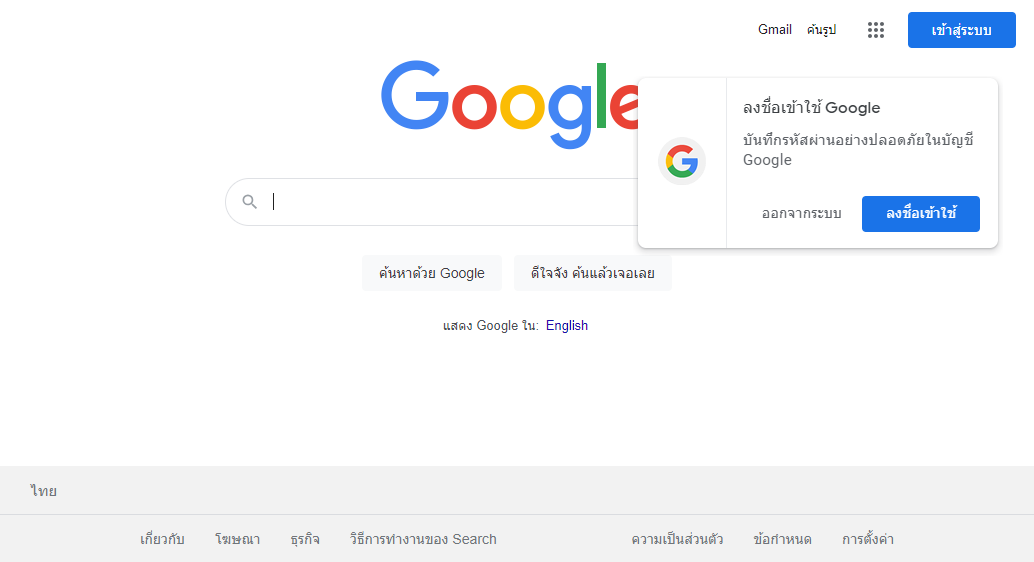 Gmail ค้นรูป เข้าสู่ระบบ
Google
ลงชื่อเข้าใช้ Google
บันทึกรหัสผ่านอย่างปลอดภัยในบัญชี
Google
ออกจากระบบ ลงชื่อเข้าใช้
ค้นหาด้วย Google ดีใจจัง ค้นแล้วเจอเลย
แสดง Google ใน: English
ไทย
เกี่ยวกับ โฆษณา ธุรกิจ วิธีการทำงานของ Search ความเป็นส่วนตัว ข้อกำหนด การตั้งค่า